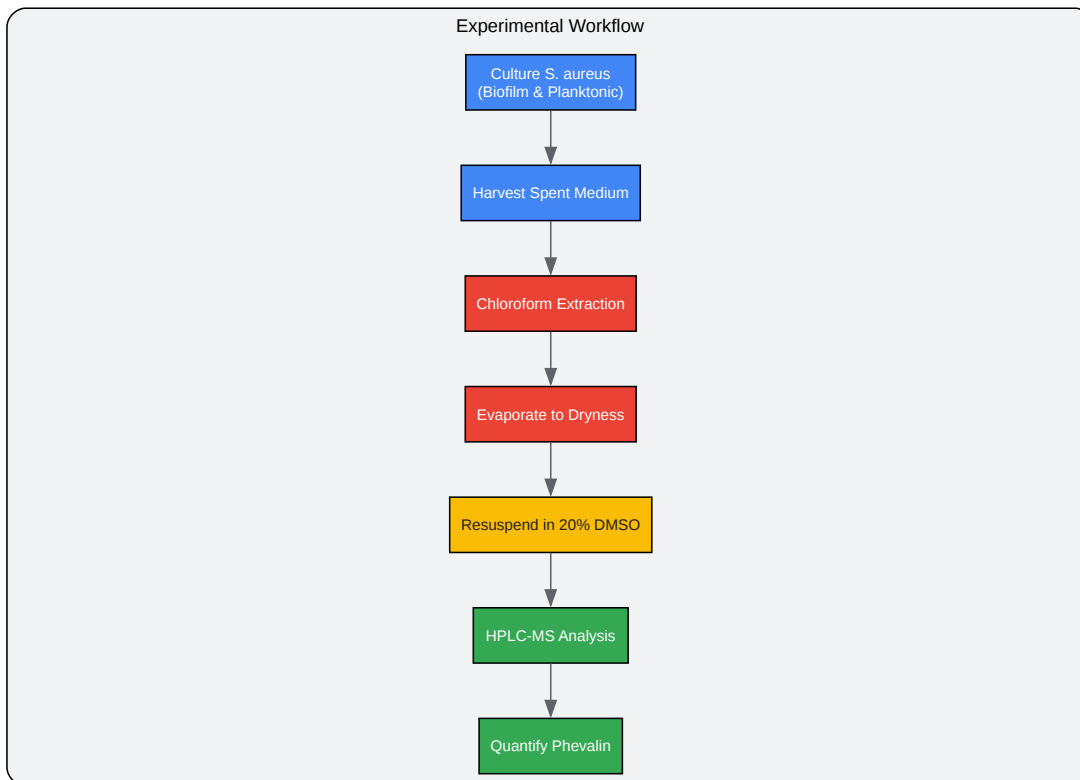 Experimental Workflow
Culture S. aureus
(Biofilm & Planktonic)
Harvest Spent Medium
Chloroform Extraction
Evaporate to Dryness
Resuspend in 20% DMSO
HPLC-MS Analysis
Quantify Phevalin